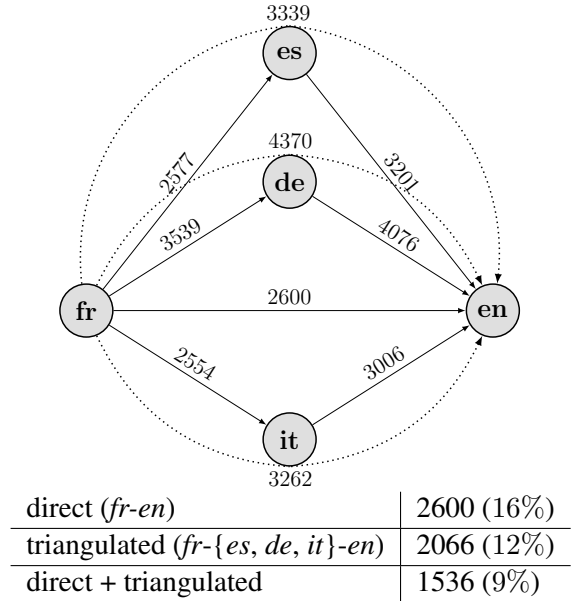 3339
es
4370
2577
3201
de
3539
4076
2600
fr
en
2554
3006
it
3262
direct (fr-en) 2600 (16%)
triangulated (fr-{es, de, it}-en) 2066 (12%)
direct + triangulated 1536 (9%)